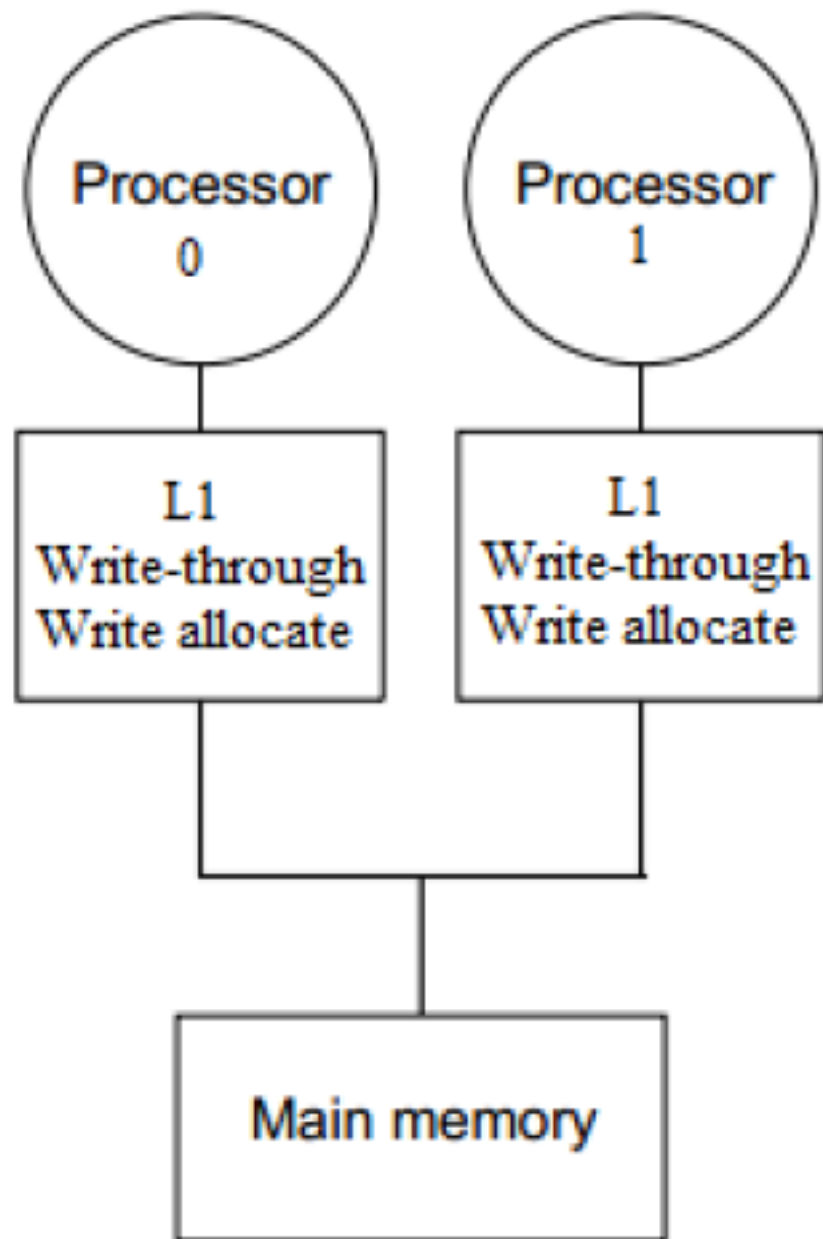 Processor
0
Processor
1
L1
Write-through
Write allocate
L1
Write-through
Write allocate
Main memory